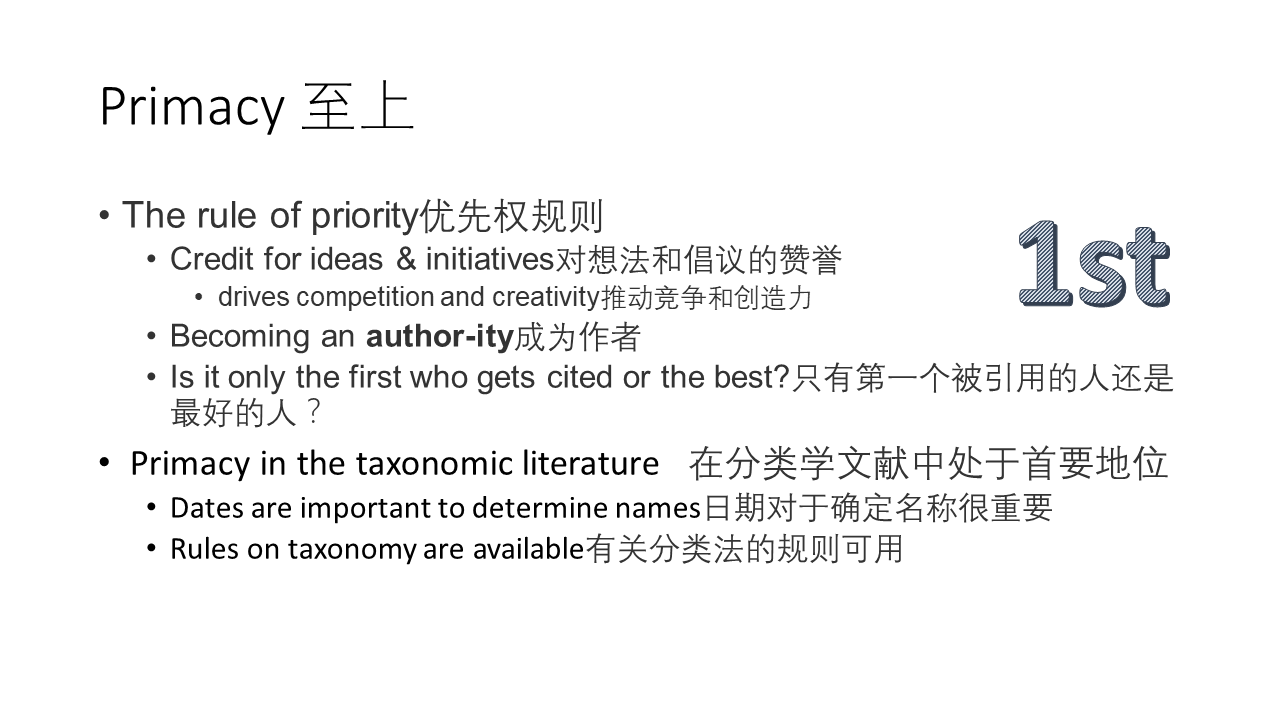 Primacy 至上
• The rule of priority优先权规则
• Credit for ideas & initiatives对想法和倡议的赞誉
• drives competition and creativity推动竞争和创造力
• Becoming an author-ity成为作者
• Is it only the first who gets cited or the best?只有第一个被引用的人还是
最好的人？
1st
• Primacy in the taxonomic literature 在分类学文献中处于首要地位
• Dates are important to determine names日期对于确定名称很重要
• Rules on taxonomy are available有关分类法的规则可用